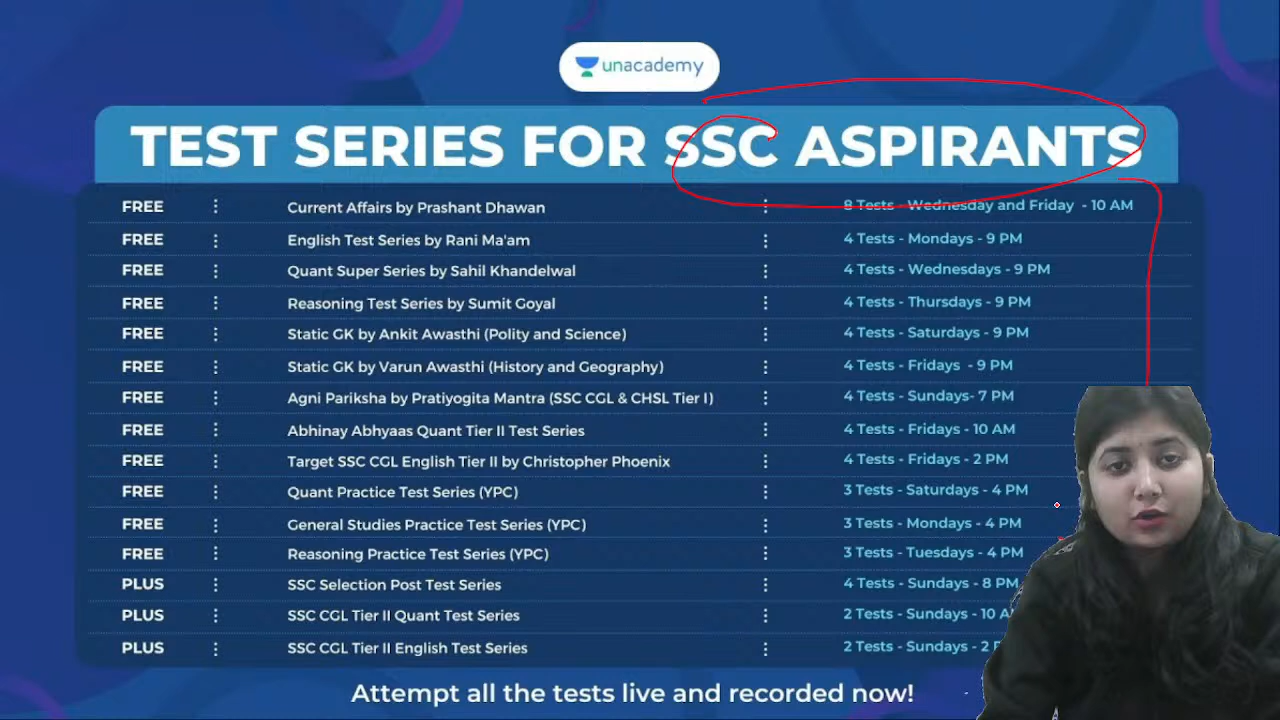 unacademy
TEST SERIES FOR SSC ASPIRANTS
FREE : Current Affairs by Prashant Dhawan : 8 Tests - Wednesday and Friday - 10 AM
FREE : English Test Series by Rani Ma'am : 4 Tests - Mondays - 9 PM
FREE : Quant Super Series by Sahil Khandelwal : 4 Tests - Wednesdays - 9 PM
FREE : Reasoning Test Series by Sumit Goyal : 4 Tests - Thursdays - 9 PM
FREE : Static GK by Ankit Awasthi (Polity and Science) : 4 Tests - Saturdays - 9 PM
FREE : Static GK by Varun Awasthi (History and Geography) : 4 Tests - Fridays - 9 PM
FREE : Agni Pariksha by Pratiyogita Mantra (SSC CGL & CHSL Tier I) : 4 Tests - Sundays- 7 PM
FREE : Abhinay Abhyaas Quant Tier II Test Series : 4 Tests - Fridays - 10 AM
FREE : Target SSC CGL English Tier II by Christopher Phoenix : 4 Tests - Fridays - 2 PM
FREE : Quant Practice Test Series (YPC) : 3 Tests - Saturdays - 4 PM
FREE : General Studies Practice Test Series (YPC) : 3 Tests - Mondays - 4 PM
FREE : Reasoning Practice Test Series (YPC) : 3 Tests - Tuesdays - 4 PM
PLUS : SSC Selection Post Test Series : 4 Tests - Sundays - 8 PM
PLUS : SSC CGL Tier II Quant Test Series : 2 Tests - Sundays - 10
PLUS : SSC CGL Tier II English Test Series : 2 Tests - Sundays - 2
Attempt all the tests live and recorded now!